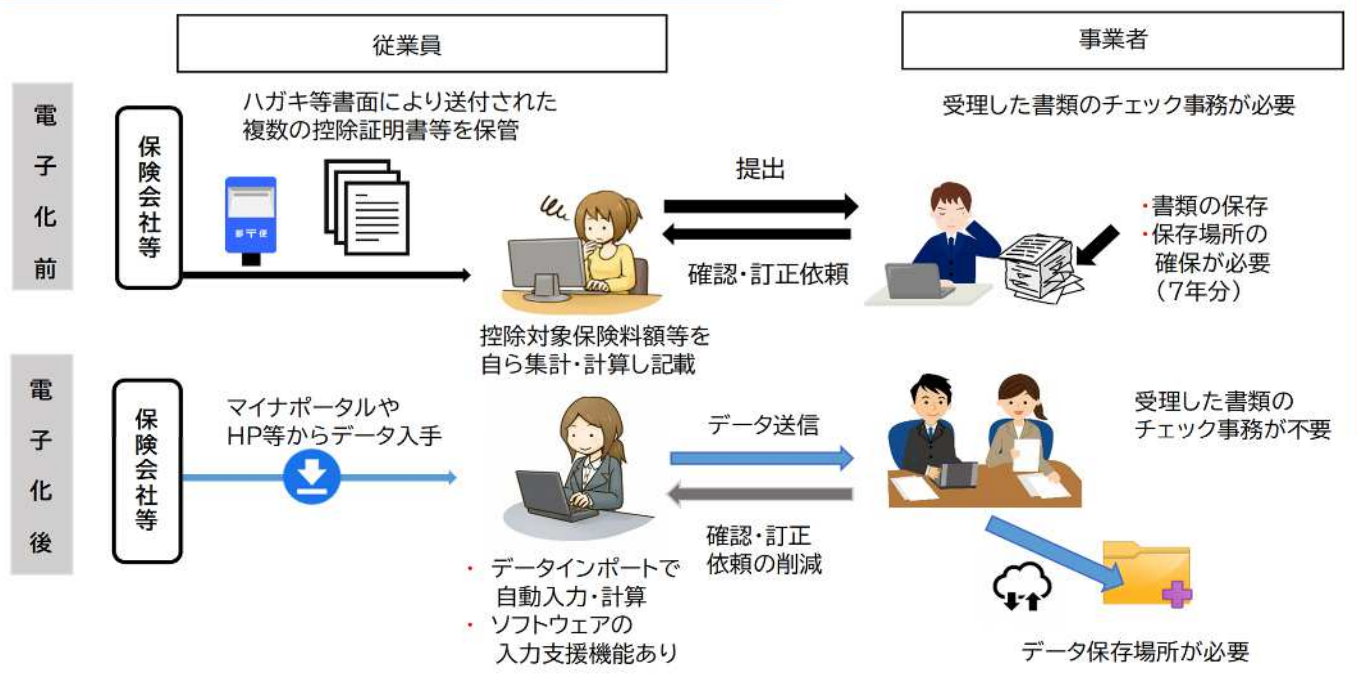 従業員
事業者
電子化前
保険会社等
ハガキ等書面により送付された
複数の控除証明書等を保管
郵〒便
控除対象保険料額等を
自ら集計・計算し記載
提出
確認・訂正依頼
受理した書類のチェック事務が必要
・書類の保存
・保存場所の
確保が必要
（7年分）
電子化後
保険会社等
マイナポータルや
HP等からデータ入手
・ データインポートで
自動入力・計算
・ ソフトウェアの
入力支援機能あり
データ送信
確認・訂正
依頼の削減
受理した書類の
チェック事務が不要
データ保存場所が必要